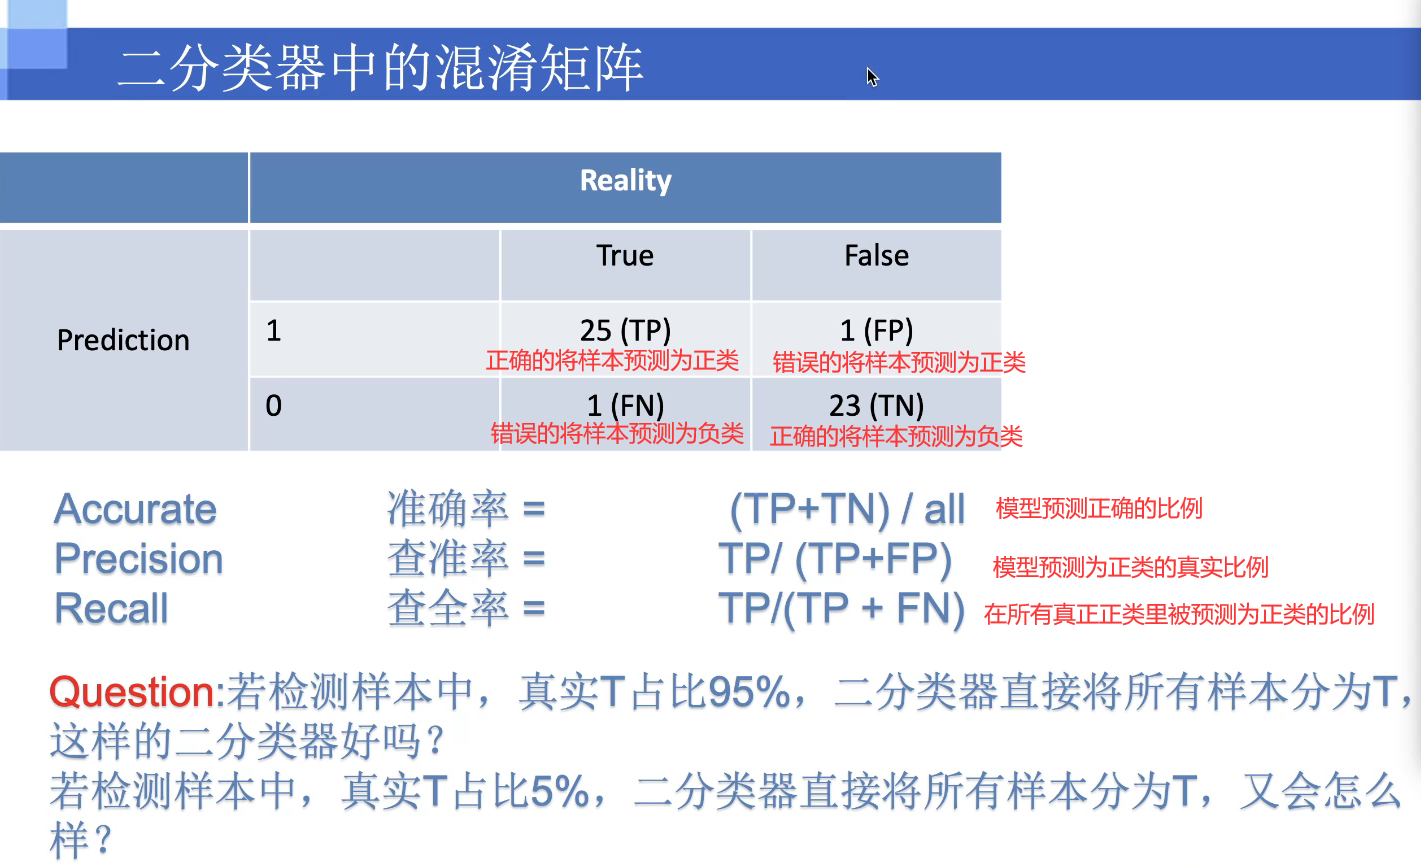 二分类器中的混淆矩阵
Reality
True False
Prediction
1 25 (TP) 1 (FP)
正确的将样本预测为正类 错误的将样本预测为正类
0 1 (FN) 23 (TN)
错误的将样本预测为负类 正确的将样本预测为负类
Accurate 准确率 = (TP+TN) / all 模型预测正确的比例
Precision 查准率 = TP/ (TP+FP) 模型预测为正类的真实比例
Recall 查全率 = TP/(TP + FN) 在所有真正正类里被预测为正类的比例
Question:若检测样本中，真实T占比95%，二分类器直接将所有样本分为T，
这样的二分类器好吗？
若检测样本中，真实T占比5%，二分类器直接将所有样本分为T，又会怎么
样？